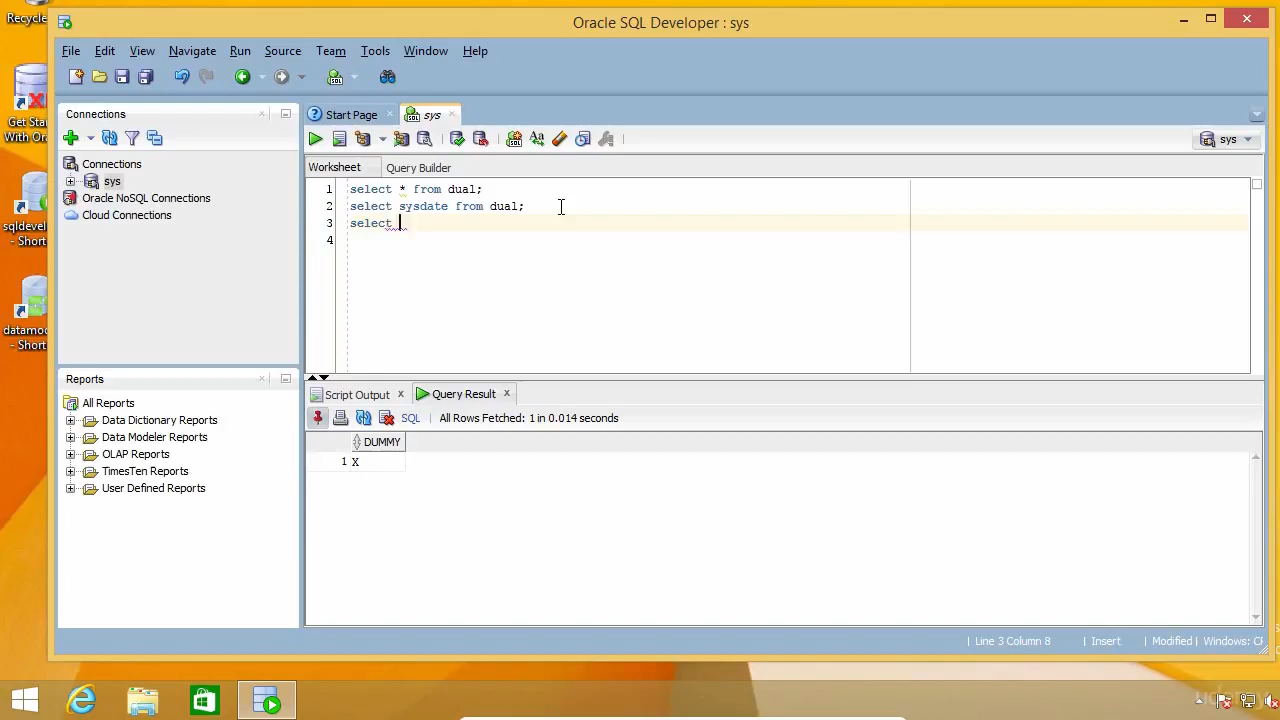 Recycle
Oracle SQL Developer : sys
File Edit View Navigate Run Source Team Tools Window Help
Get Star
With Ora
sqldevel
- Short
datamod
- Short
Connections
Connections
sys
Oracle NoSQL Connections
Cloud Connections
Reports
All Reports
Data Dictionary Reports
Data Modeler Reports
OLAP Reports
TimesTen Reports
User Defined Reports
Start Page
sys
sys
Worksheet Query Builder
1 select * from dual;
2 select sysdate from dual;
3 select
4
Script Output
Query Result
SQL All Rows Fetched: 1 in 0.014 seconds
DUMMY
1 X
Line 3 Column 8 Insert Modified Windows: CR